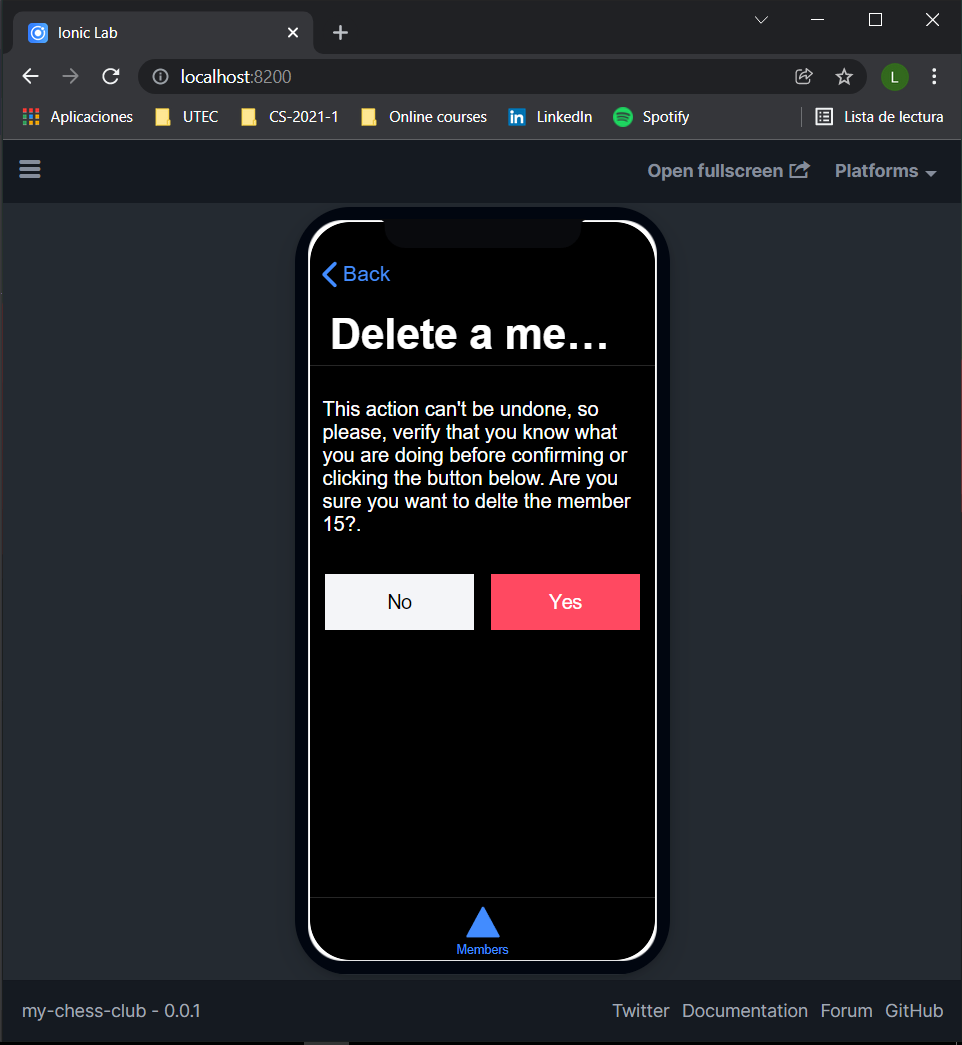 Ionic Lab
localhost:8200
L
Aplicaciones UTEC CS-2021-1 Online courses in LinkedIn Spotify Lista de lectura
Open fullscreen Platforms
Back
Delete a me...
This action can't be undone, so
please, verify that you know what
you are doing before confirming or
clicking the button below. Are you
sure you want to delte the member
15?.
No Yes
Members
my-chess-club - 0.0.1 Twitter Documentation Forum GitHub